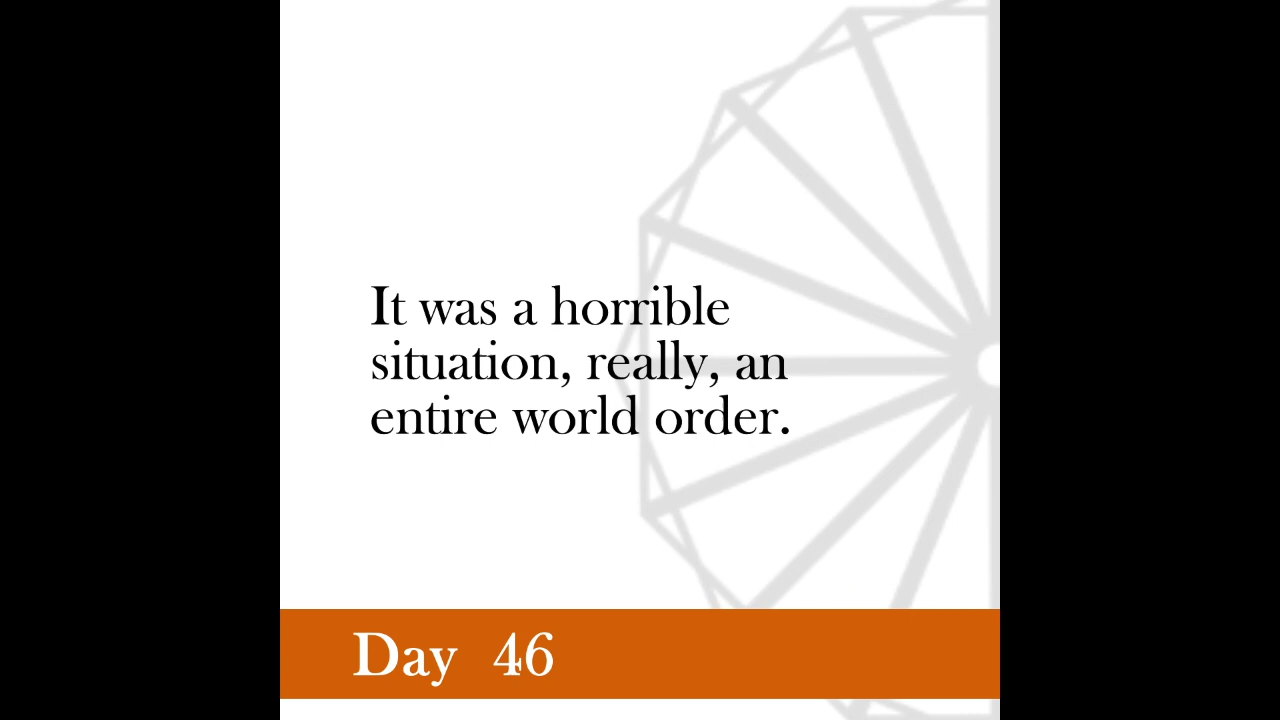 It was a horrible
situation, really, an
entire world order.
Day 46